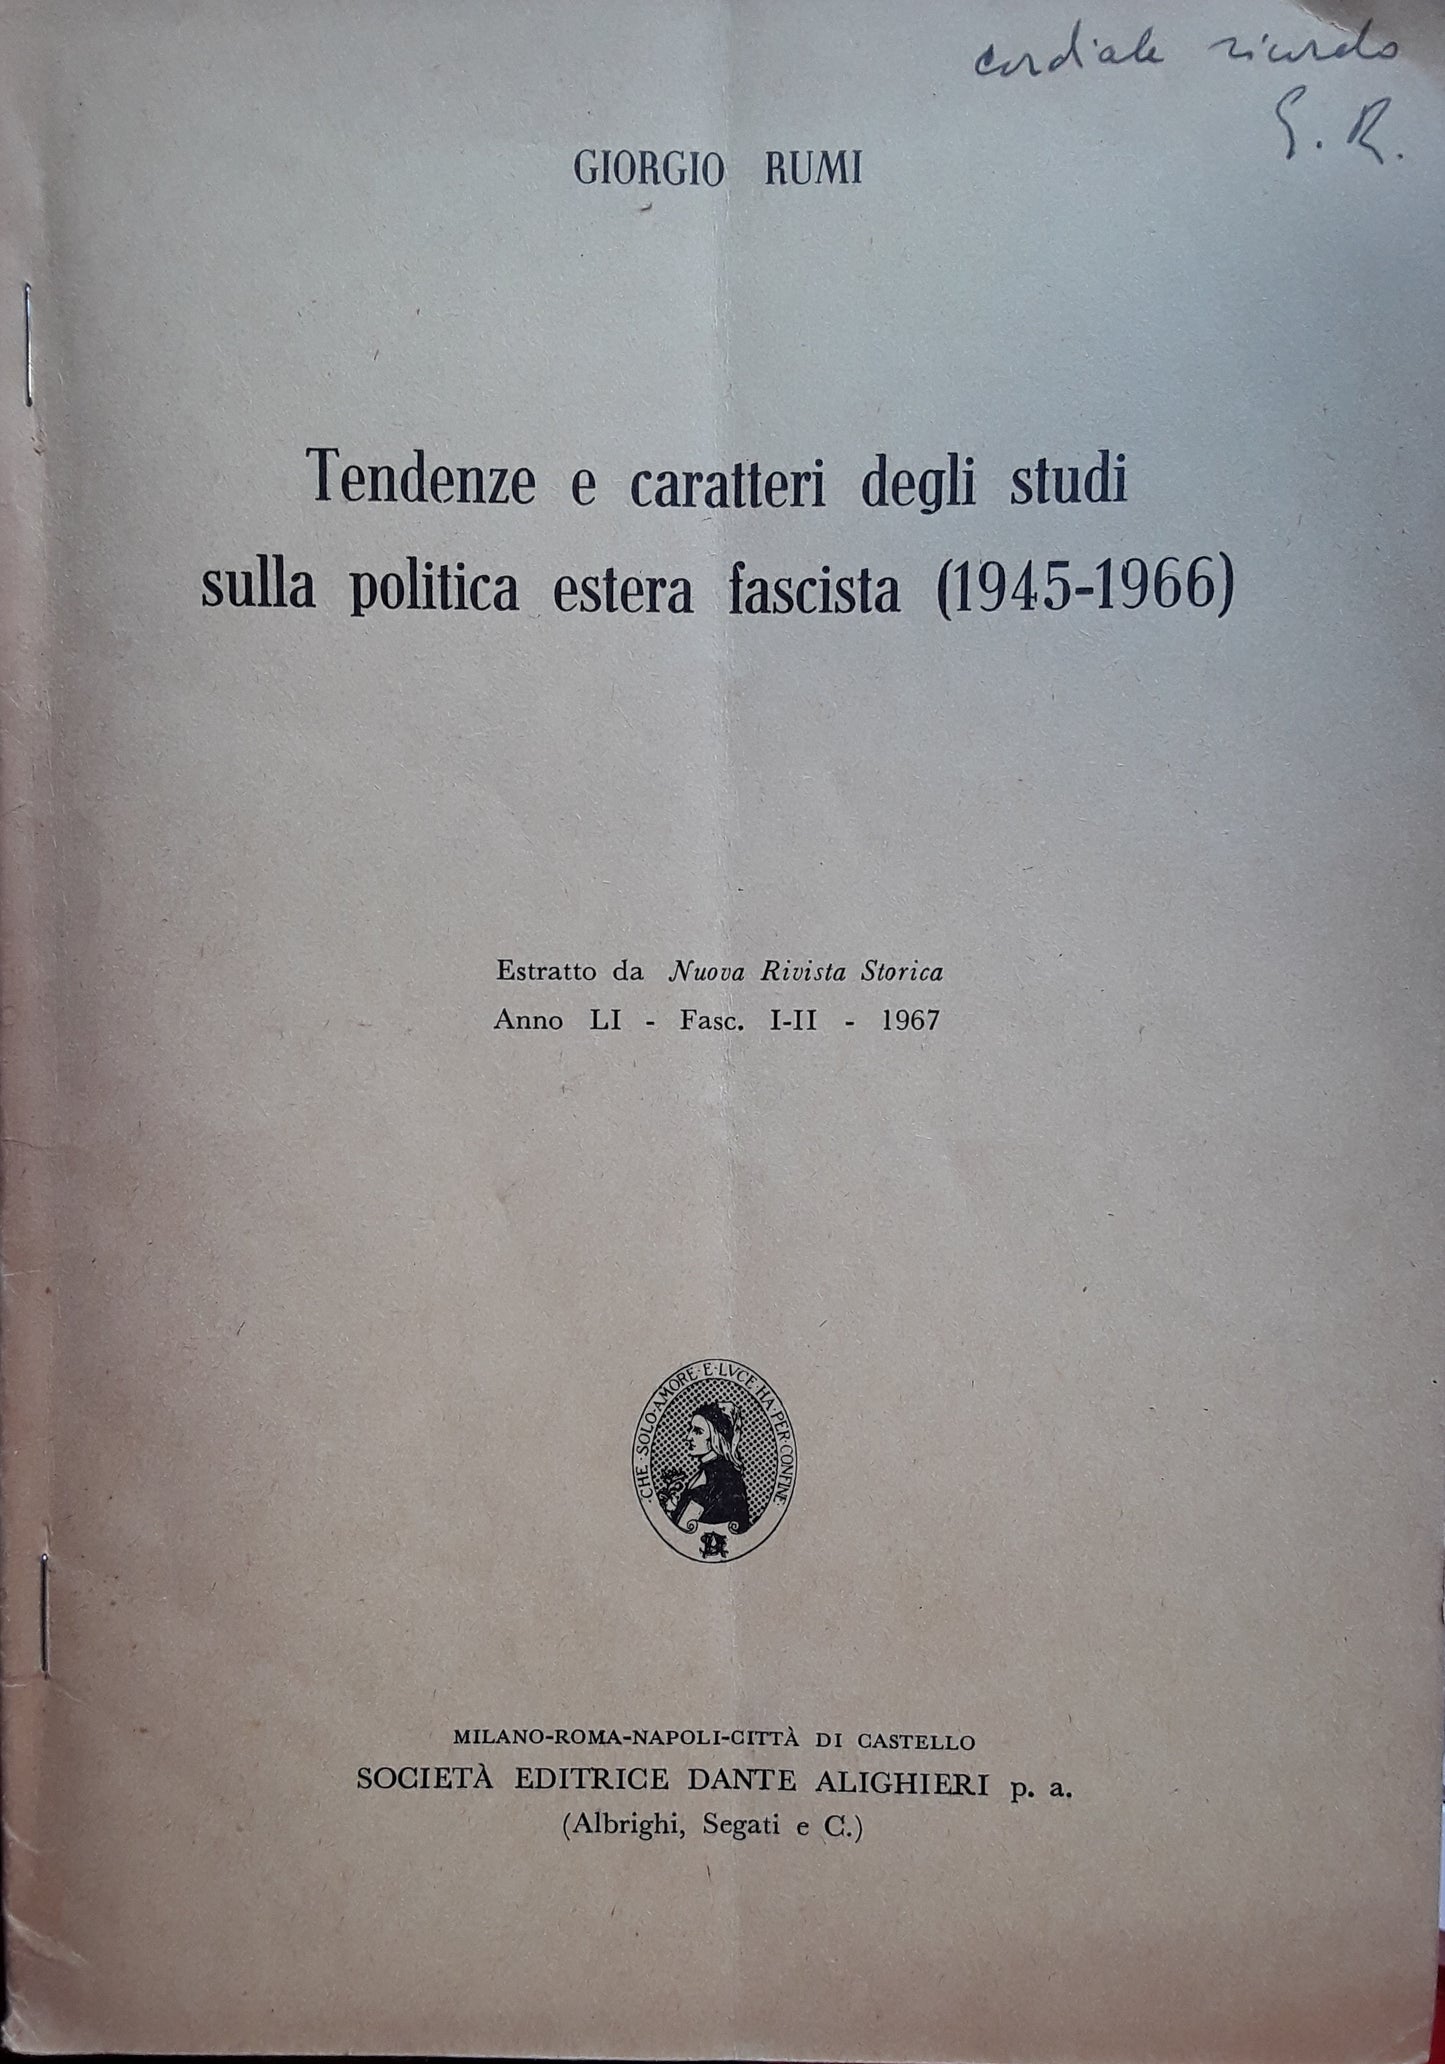 cordiale ricordo
G. R.
GIORGIO RUMI
Tendenze e caratteri degli studi
sulla politica estera fascista (1945-1966)
Estratto da Nuova Rivista Storica
Anno LI - Fasc. I-II - 1967
·CHE·SOLO·AMORE·E·LVCE·HA·PER·CONFINE·
MILANO-ROMA-NAPOLI-CITTÀ DI CASTELLO
SOCIETÀ EDITRICE DANTE ALIGHIERI p. a.
(Albrighi, Segati e C.)